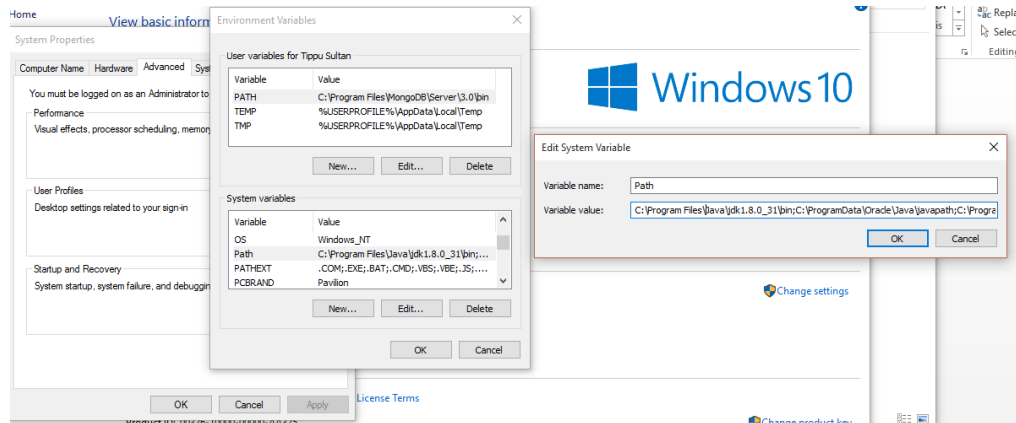 Home
View basic inform
System Properties
Computer Name Hardware Advanced Sys
You must be logged on as an Administrator to
Performance
Visual effects, processor scheduling, memory
User Profiles
Desktop settings related to your sign-in
Startup and Recovery
System startup, system failure, and debuggin
OK Cancel Apply
Environment Variables
User variables for Tippu Sultan
Variable Value
PATH C:\Program Files\MongoDB\Server\3.0\bin
TEMP %USERPROFILE%\AppData\Local\Temp
TMP %USERPROFILE%\AppData\Local\Temp
New... Edit... Delete
System variables
Variable Value
OS Windows_NT
Path C:\Program Files\Java\jdk1.8.0_31\bin;...
PATHEXT .COM;.EXE;.BAT;.CMD;.VBS;.VBE;.JS;....
PCBRAND Pavilion
New... Edit... Delete
OK Cancel
Windows 10
Edit System Variable
Variable name: Path
Variable value: C:\Program Files\Java\jdk1.8.0_31\bin;C:\ProgramData\Oracle\Java\javapath;C:\Progra
OK Cancel
Change settings
License Terms
Change product key
is
Repla
Selec
Editing